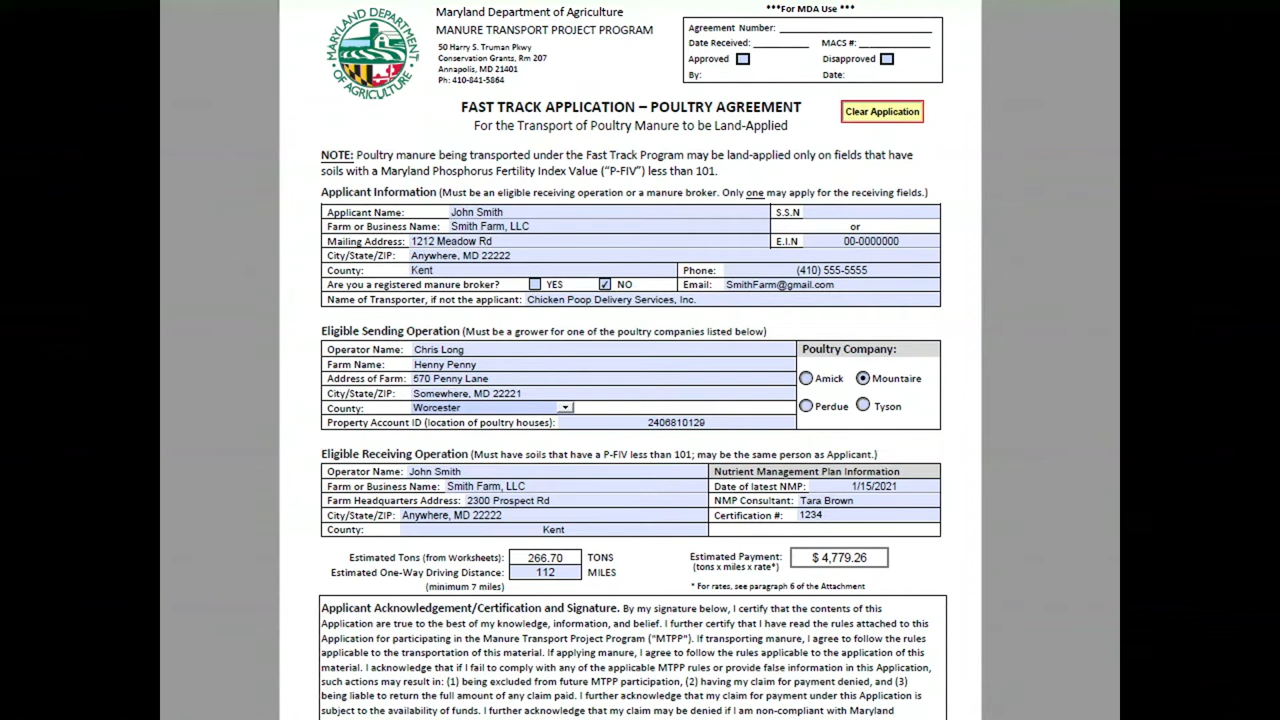 MARYLAND DEPARTMENT
OF AGRICULTURE
Maryland Department of Agriculture
MANURE TRANSPORT PROJECT PROGRAM
50 Harry S. Truman Pkwy
Conservation Grants, Rm 207
Annapolis, MD 21401
Ph: 410-841-5864
***For MDA Use ***
Agreement Number:
Date Received: MACS #:
Approved Disapproved
By: Date:
FAST TRACK APPLICATION – POULTRY AGREEMENT
Clear Application
For the Transport of Poultry Manure to be Land-Applied
NOTE: Poultry manure being transported under the Fast Track Program may be land-applied only on fields that have
soils with a Maryland Phosphorus Fertility Index Value (“P-FIV”) less than 101.
Applicant Information (Must be an eligible receiving operation or a manure broker. Only one may apply for the receiving fields.)
Applicant Name: John Smith S.S.N
Farm or Business Name: Smith Farm, LLC or
Mailing Address: 1212 Meadow Rd E.I.N 00-0000000
City/State/ZIP: Anywhere, MD 22222
County: Kent Phone: (410) 555-5555
Are you a registered manure broker? YES NO Email: SmithFarm@gmail.com
Name of Transporter, if not the applicant: Chicken Poop Delivery Services, Inc.
Eligible Sending Operation (Must be a grower for one of the poultry companies listed below)
Operator Name: Chris Long Poultry Company:
Farm Name: Henny Penny
Address of Farm: 570 Penny Lane Amick Mountaire
City/State/ZIP: Somewhere, MD 22221
County: Worcester Perdue Tyson
Property Account ID (location of poultry houses): 2406810129
Eligible Receiving Operation (Must have soils that have a P-FIV less than 101; may be the same person as Applicant.)
Operator Name: John Smith Nutrient Management Plan Information
Farm or Business Name: Smith Farm, LLC Date of latest NMP: 1/15/2021
Farm Headquarters Address: 2300 Prospect Rd NMP Consultant: Tara Brown
City/State/ZIP: Anywhere, MD 22222 Certification #: 1234
County: Kent
Estimated Tons (from Worksheets): 266.70 TONS Estimated Payment: $ 4,779.26
(tons x miles x rate*)
Estimated One-Way Driving Distance: 112 MILES
(minimum 7 miles) * For rates, see paragraph 6 of the Attachment
Applicant Acknowledgement/Certification and Signature. By my signature below, I certify that the contents of this
Application are true to the best of my knowledge, information, and belief. I further certify that I have read the rules attached to this
Application for participating in the Manure Transport Project Program ("MTPP"). If transporting manure, I agree to follow the rules
applicable to the transportation of this material. If applying manure, I agree to follow the rules applicable to the application of this
material. I acknowledge that if I fail to comply with any of the applicable MTPP rules or provide false information in this Application,
such actions may result in: (1) being excluded from future MTPP participation, (2) having my claim for payment denied, and (3)
being liable to return the full amount of any claim paid. I further acknowledge that my claim for payment under this Application is
subject to the availability of funds. I further acknowledge that my claim may be denied if I am non-compliant with Maryland